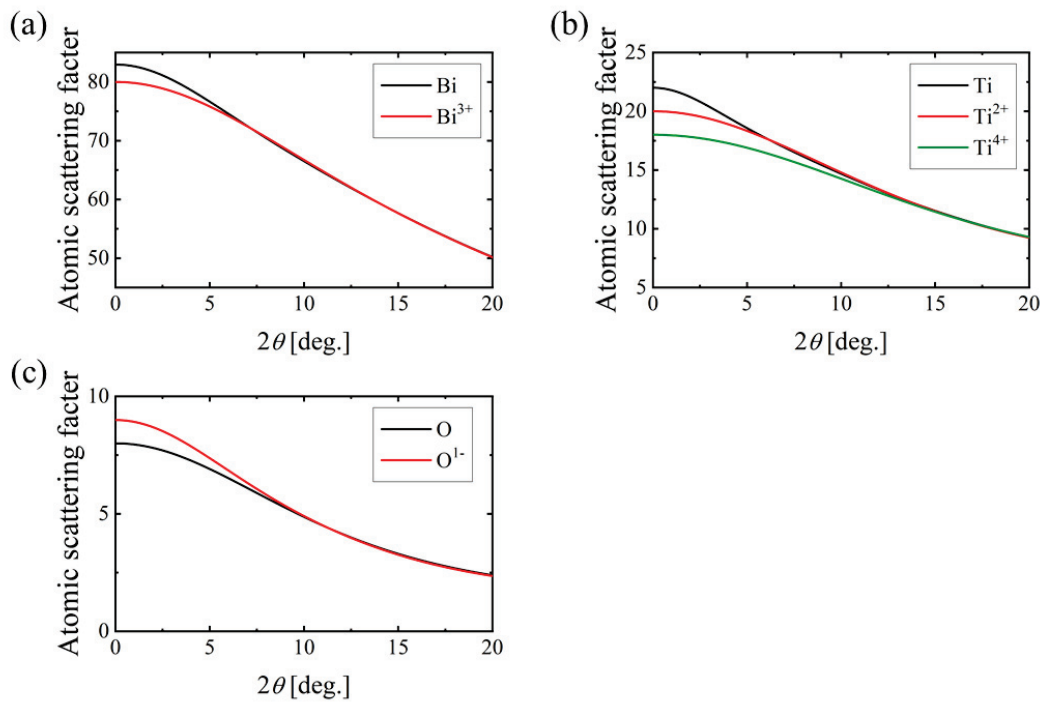 (a)
Atomic scattering facter
80
70
60
50
0
5
10
15
20
2θ [deg.]
Bi
Bi³⁺
(b)
Atomic scattering facter
25
20
15
10
5
0
5
10
15
20
2θ [deg.]
Ti
Ti²⁺
Ti⁴⁺
(c)
Atomic scattering facter
10
5
0
0
5
10
15
20
2θ [deg.]
O
O¹⁻